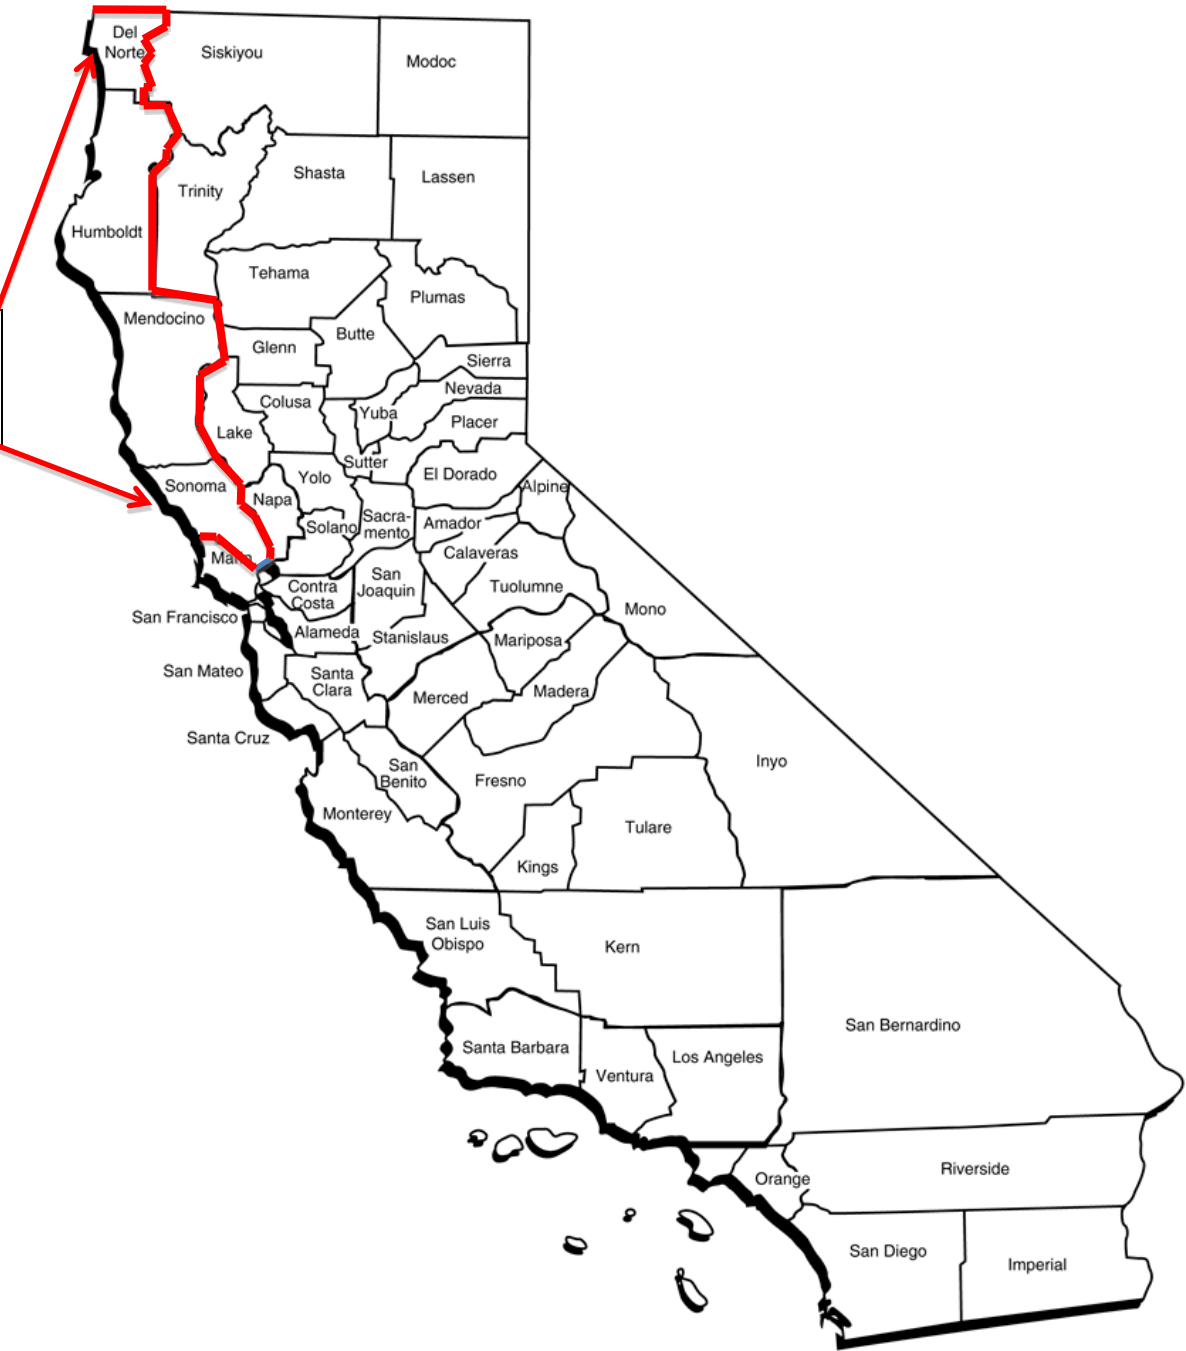 Del
Norte
Siskiyou
Modoc
Shasta
Lassen
Trinity
Humboldt
Tehama
Plumas
Mendocino
Butte
Glenn
Sierra
Nevada
Colusa
Yuba
Placer
Lake
Sutter
El Dorado
Yolo
Sonoma
Alpine
Napa
Sacra-
mento
Solano
Amador
Marin
Calaveras
San
Joaquin
Contra
Costa
Tuolumne
Mono
San Francisco
Alameda
Stanislaus
Mariposa
San Mateo
Santa
Clara
Merced
Madera
Santa Cruz
Inyo
San
Benito
Fresno
Monterey
Tulare
Kings
San Luis
Obispo
Kern
San Bernardino
Santa Barbara
Los Angeles
Ventura
Riverside
Orange
San Diego
Imperial